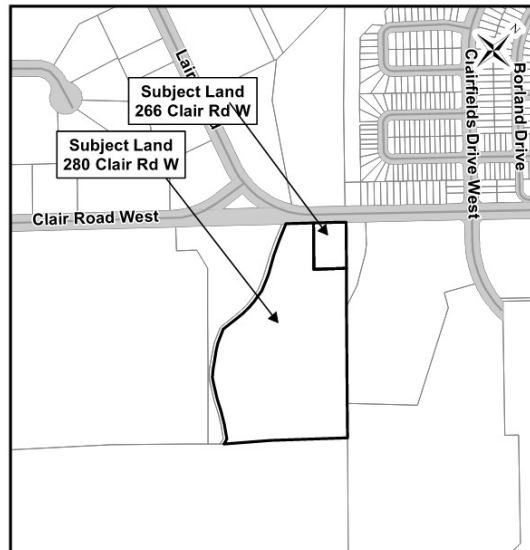 Subject Land
266 Clair Rd W
Subject Land
280 Clair Rd W
Clair Road West
Clairfields Drive West
Borland Drive
N